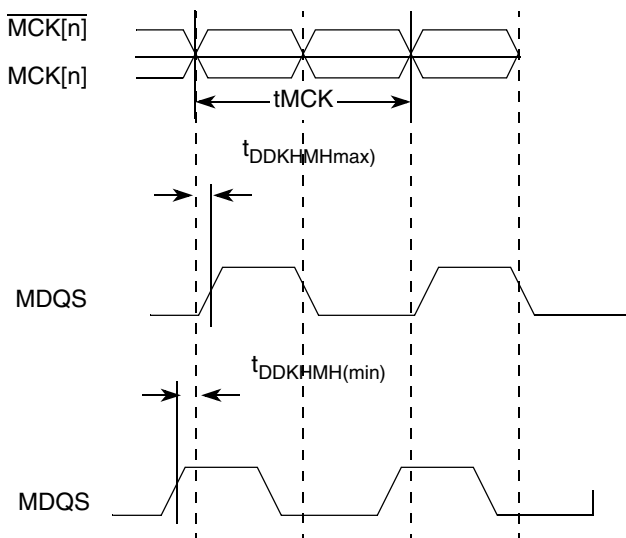 MCK[n]
MCK[n]
tMCK
tDDKHMHmax)
MDQS
tDDKHMH(min)
MDQS